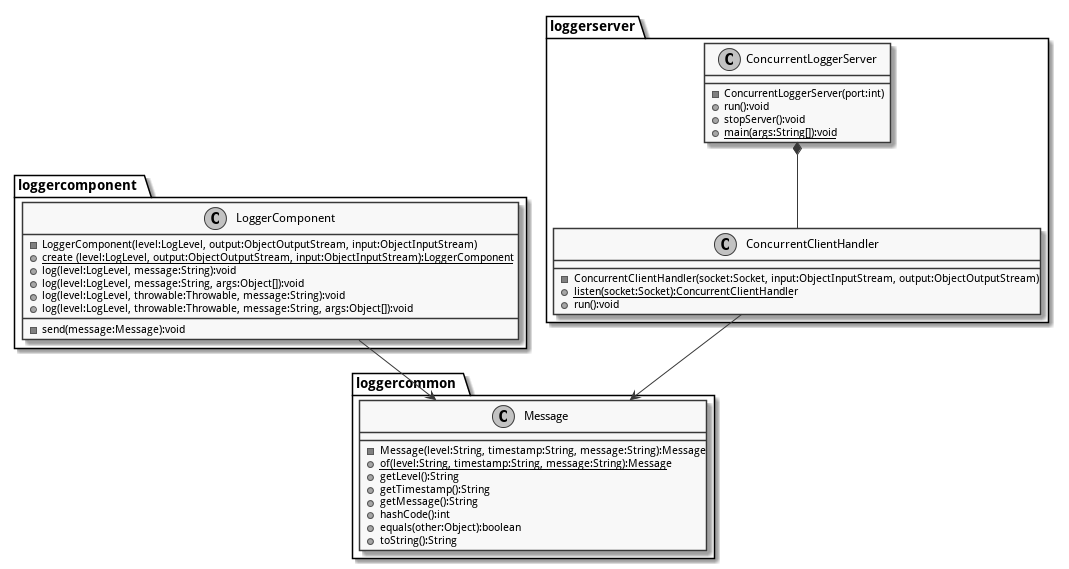 loggerserver
C ConcurrentLoggerServer
ConcurrentLoggerServer(port:int)
run():void
stopServer():void
main(args:String[]):void
loggercomponent
C LoggerComponent
LoggerComponent(level:LogLevel, output:ObjectOutputStream, input:ObjectInputStream)
create (level:LogLevel, output:ObjectOutputStream, input:ObjectInputStream):LoggerComponent
log(level:LogLevel, message:String):void
log(level:LogLevel, message:String, args:Object[]):void
log(level:LogLevel, throwable:Throwable, message:String):void
log(level:LogLevel, throwable:Throwable, message:String, args:Object[]):void
send(message:Message):void
C ConcurrentClientHandler
ConcurrentClientHandler(socket:Socket, input:ObjectInputStream, output:ObjectOutputStream)
listen(socket:Socket):ConcurrentClientHandler
run():void
loggercommon
C Message
Message(level:String, timestamp:String, message:String):Message
of(level:String, timestamp:String, message:String):Message
getLevel():String
getTimestamp():String
getMessage():String
hashCode():int
equals(other:Object):boolean
toString():String